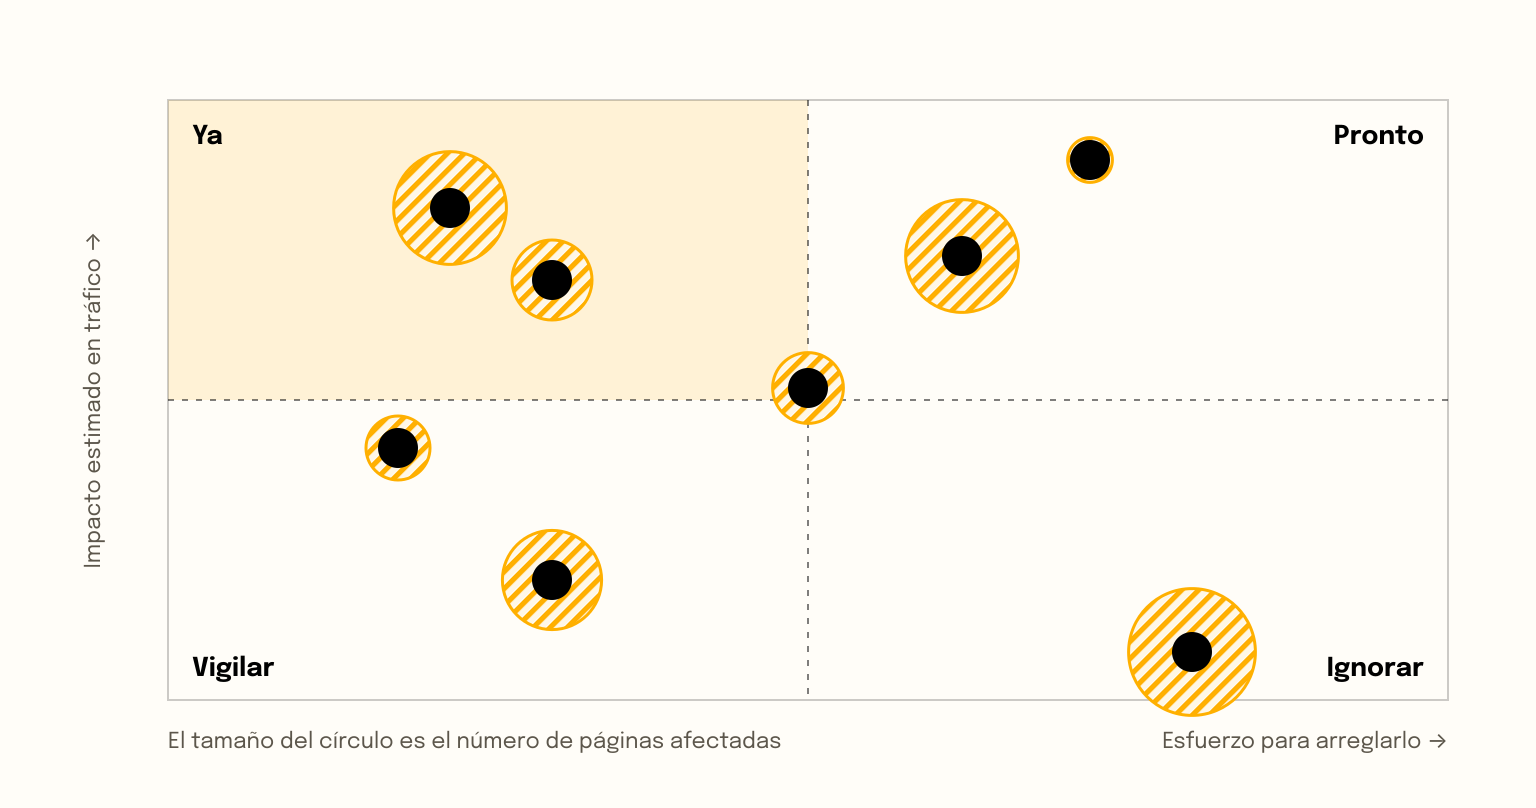 Ya
Pronto
Impacto estimado en tráfico →
Vigilar
Ignorar
El tamaño del círculo es el número de páginas afectadas
Esfuerzo para arreglarlo →